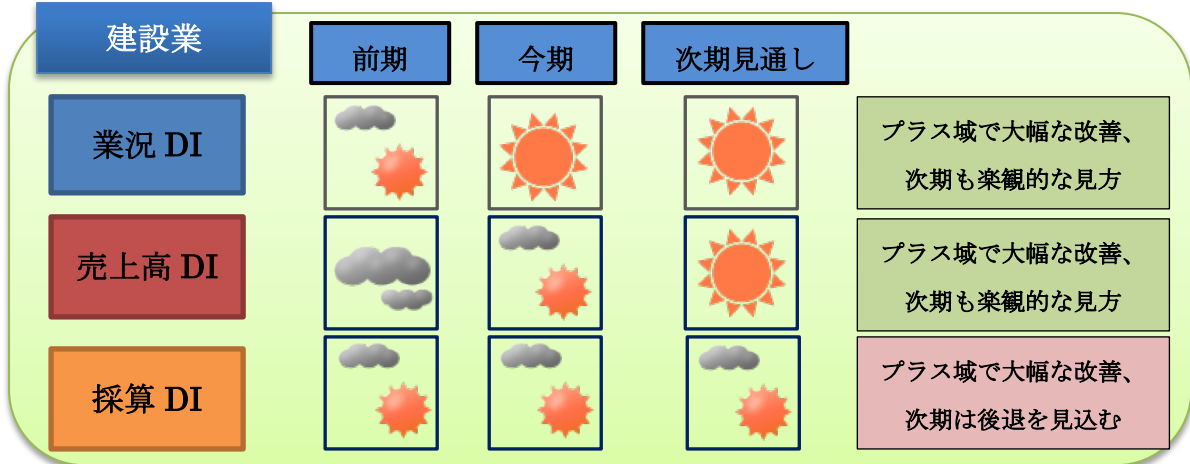 建設業
前期
今期
次期見通し
業況 DI
プラス域で大幅な改善、
次期も楽観的な見方
売上高 DI
プラス域で大幅な改善、
次期も楽観的な見方
採算 DI
プラス域で大幅な改善、
次期は後退を見込む